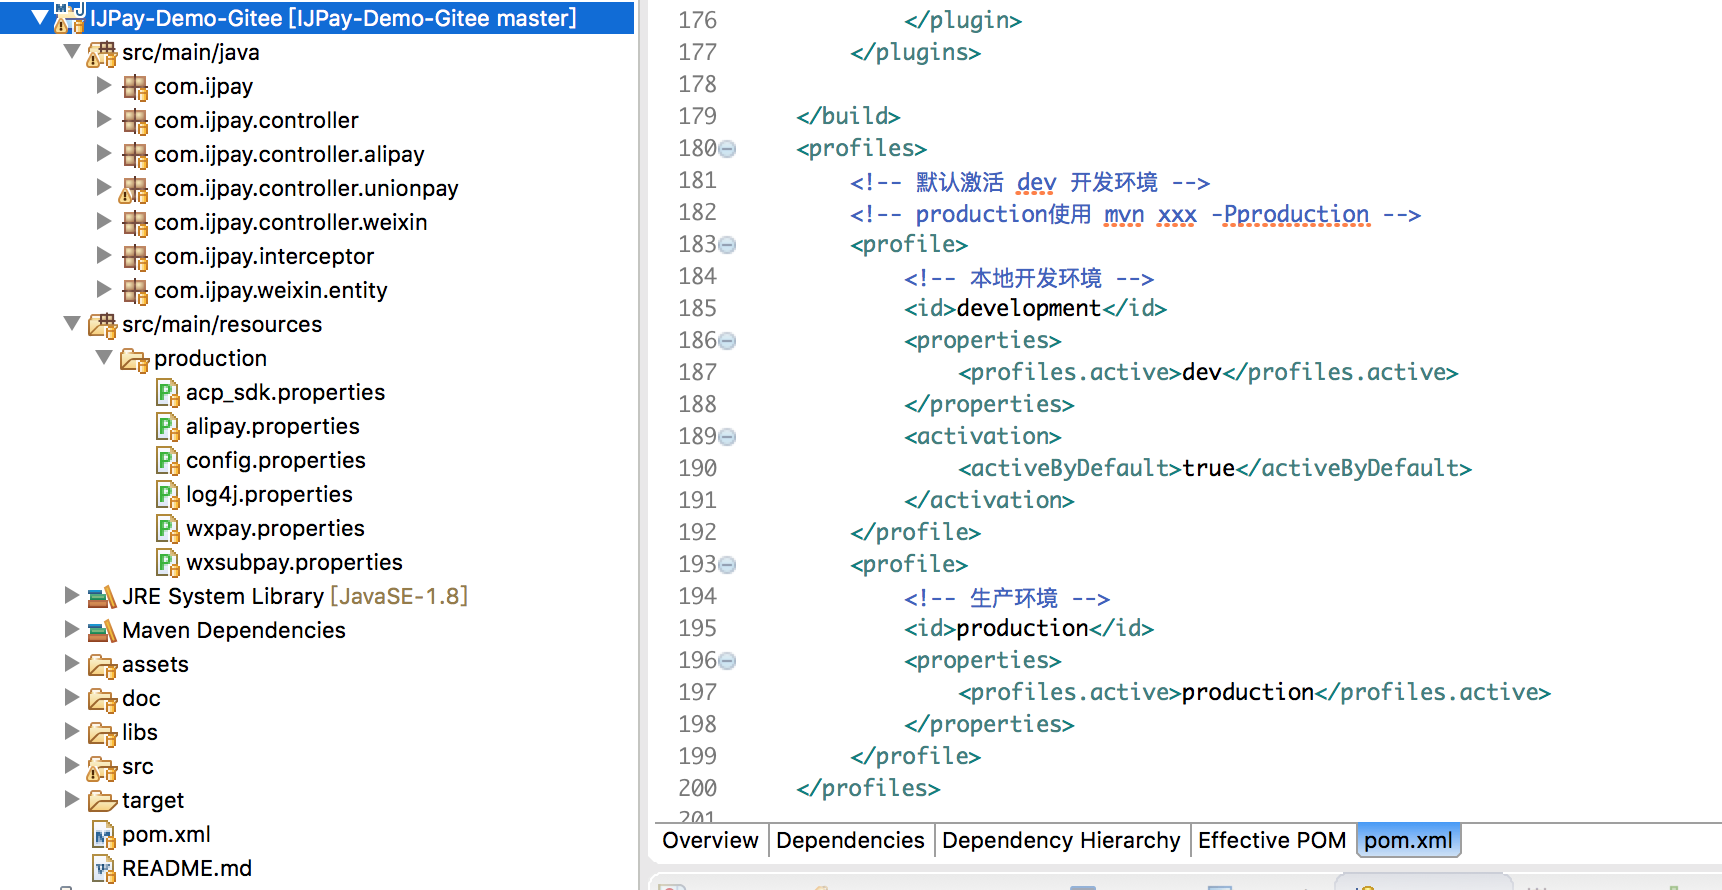 IJPay-Demo-Gitee [IJPay-Demo-Gitee master]
src/main/java
com.ijpay
com.ijpay.controller
com.ijpay.controller.alipay
com.ijpay.controller.unionpay
com.ijpay.controller.weixin
com.ijpay.interceptor
com.ijpay.weixin.entity
src/main/resources
production
acp_sdk.properties
alipay.properties
config.properties
log4j.properties
wxpay.properties
wxsubpay.properties
JRE System Library [JavaSE-1.8]
Maven Dependencies
assets
doc
libs
src
target
pom.xml
README.md
176 </plugin>
177 </plugins>
178
179 </build>
180 <profiles>
181 <!-- 默认激活 dev 开发环境 -->
182 <!-- production使用 mvn xxx -Pproduction -->
183 <profile>
184 <!-- 本地开发环境 -->
185 <id>development</id>
186 <properties>
187 <profiles.active>dev</profiles.active>
188 </properties>
189 <activation>
190 <activeByDefault>true</activeByDefault>
191 </activation>
192 </profile>
193 <profile>
194 <!-- 生产环境 -->
195 <id>production</id>
196 <properties>
197 <profiles.active>production</profiles.active>
198 </properties>
199 </profile>
200 </profiles>
201
Overview Dependencies Dependency Hierarchy Effective POM pom.xml